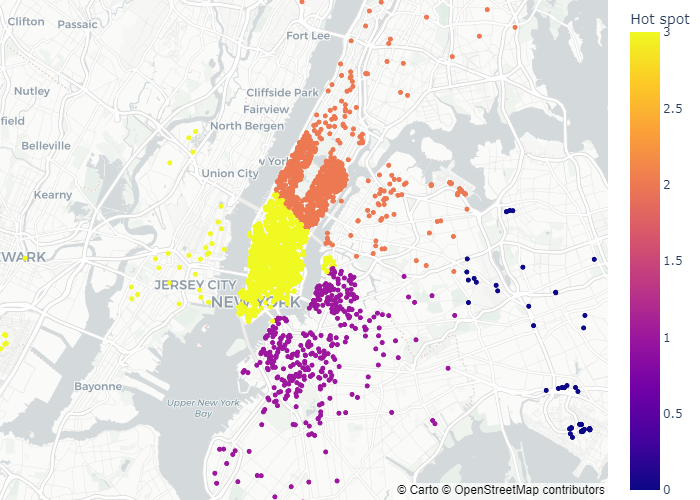 Clifton
Passaic
Fort Lee
Nutley
Cliffside Park
Fairview
North Bergen
field
Belleville
w York
Union City
Kearny
WARK
JERSEY CITY
NEW YORK
Bayonne
Upper New York
Bay
© Carto © OpenStreetMap contributors
Hot spot
3
2.5
2
1.5
1
0.5
0